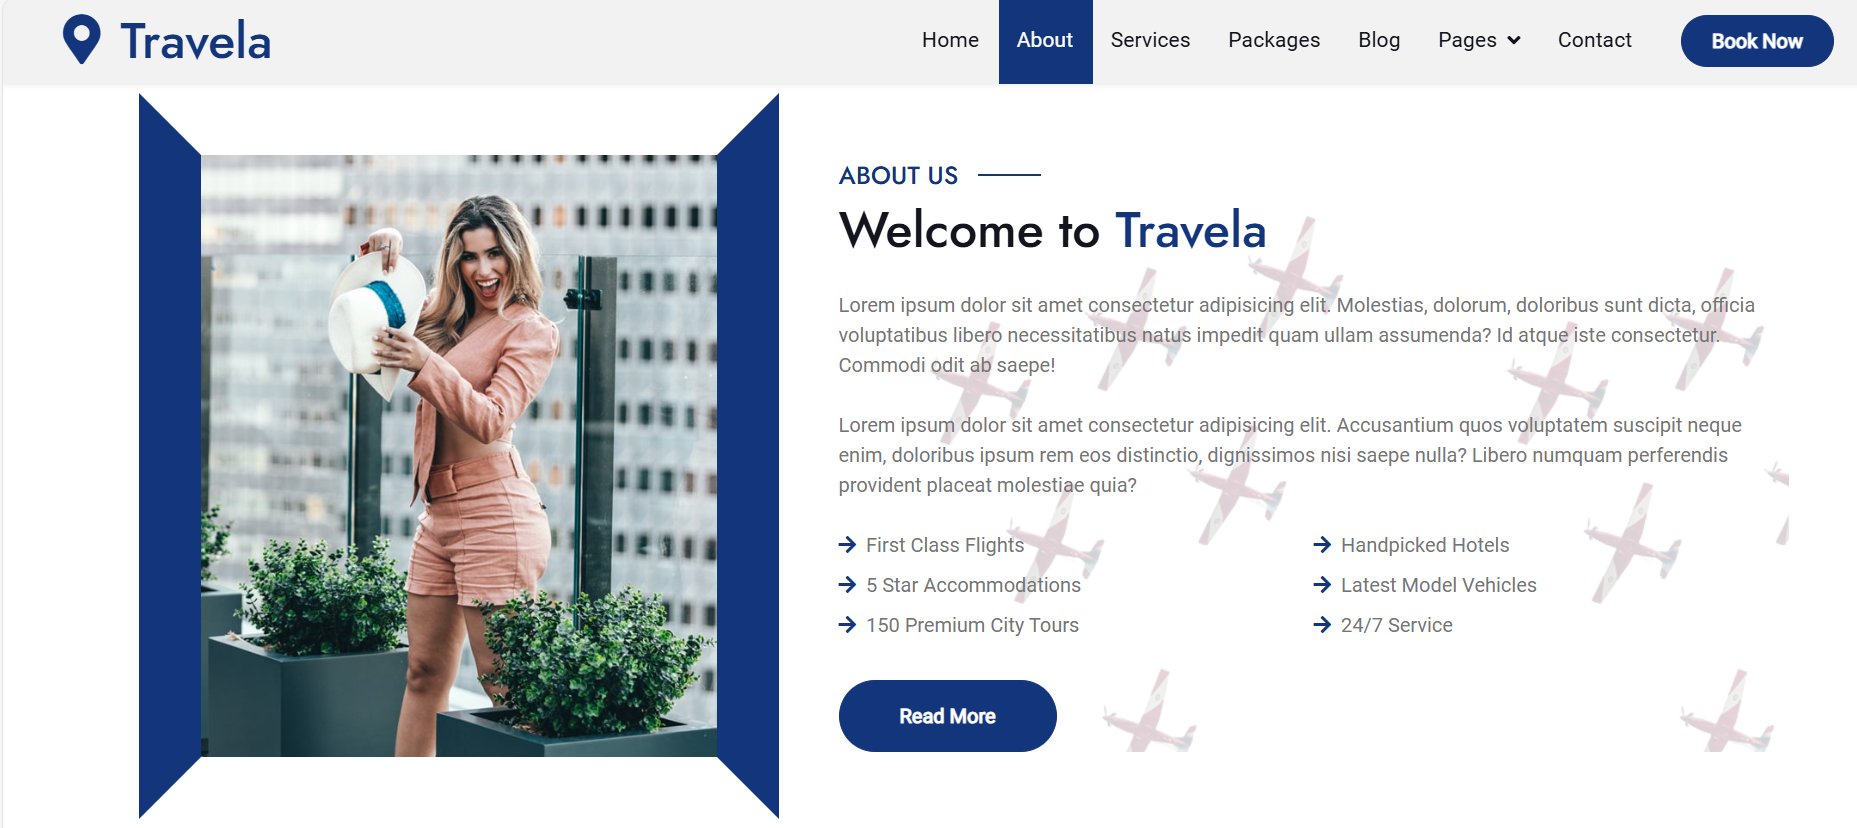 Travela
Home About Services Packages Blog Pages Contact Book Now
ABOUT US
Welcome to Travela
Lorem ipsum dolor sit amet consectetur adipisicing elit. Molestias, dolorum, doloribus sunt dicta, officia
voluptatibus libero necessitatibus natus impedit quam ullam assumenda? Id atque iste consectetur.
Commodi odit ab saepe!
Lorem ipsum dolor sit amet consectetur adipisicing elit. Accusantium quos voluptatem suscipit neque
enim, doloribus ipsum rem eos distinctio, dignissimos nisi saepe nulla? Libero numquam perferendis
provident placeat molestiae quia?
First Class Flights
Handpicked Hotels
5 Star Accommodations
Latest Model Vehicles
150 Premium City Tours
24/7 Service
Read More